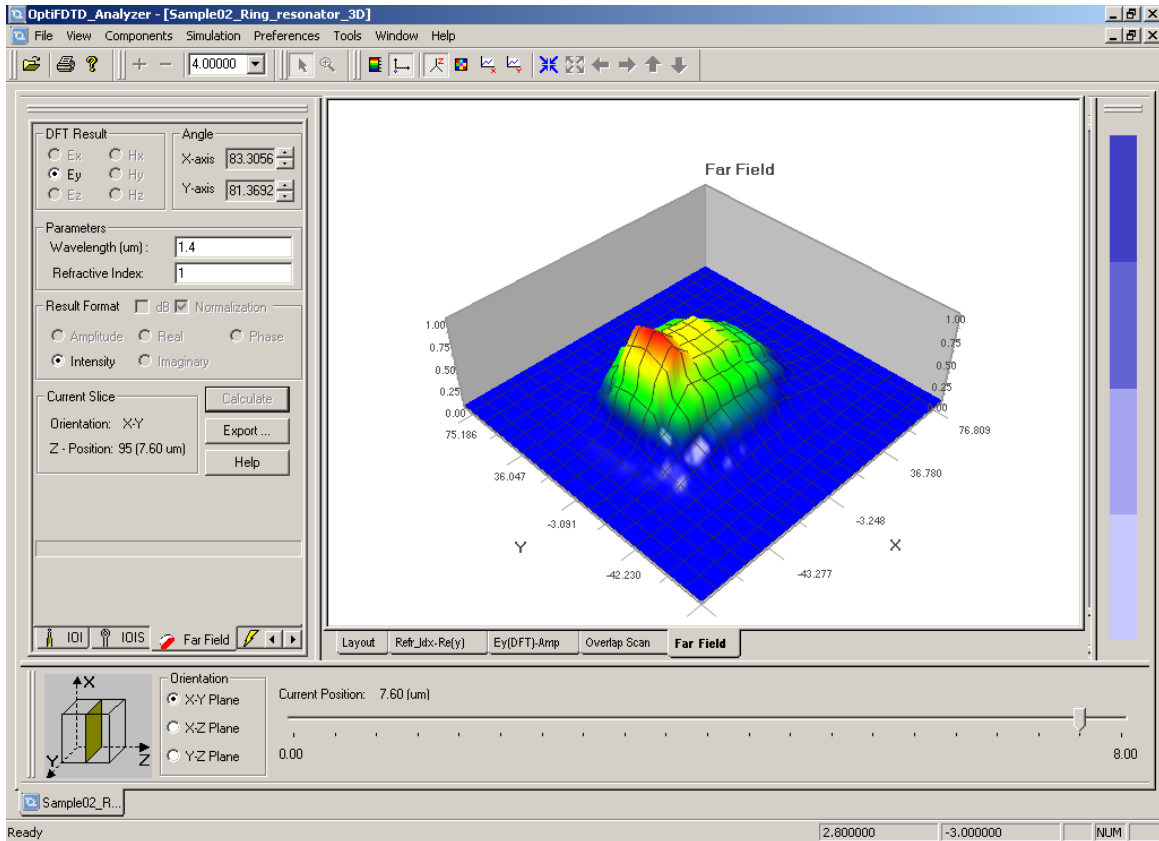 OptiFDTD_Analyzer - [Sample02_Ring_resonator_3D]
File View Components Simulation Preferences Tools Window Help
4.00000
DFT Result
Angle
Ex Hx
X-axis 83.3056
Ey Hy
Y-axis 81.3692
Ez Hz
Parameters
Wavelength (um) : 1.4
Refractive Index: 1
Result Format dB Normalization
Amplitude Real Phase
Intensity Imaginary
Current Slice
Calculate
Orientation: X-Y
Export ...
Z - Position: 95 (7.60 um)
Help
IOI IOIS Far Field
Far Field
1.00
0.75
0.50
0.25
0.00
75.186
36.047
-3.091
Y
-42.230
1.00
0.75
0.50
0.25
0.00
76.809
36.780
-3.248
X
-43.277
Layout Refr_Idx-Re(y) Ey(DFT)-Amp Overlap Scan Far Field
X
Y
Z
Orientation
X-Y Plane
X-Z Plane
Y-Z Plane
Current Position: 7.60 (um)
0.00 8.00
Sample02_R...
Ready 2.800000 -3.000000 NUM